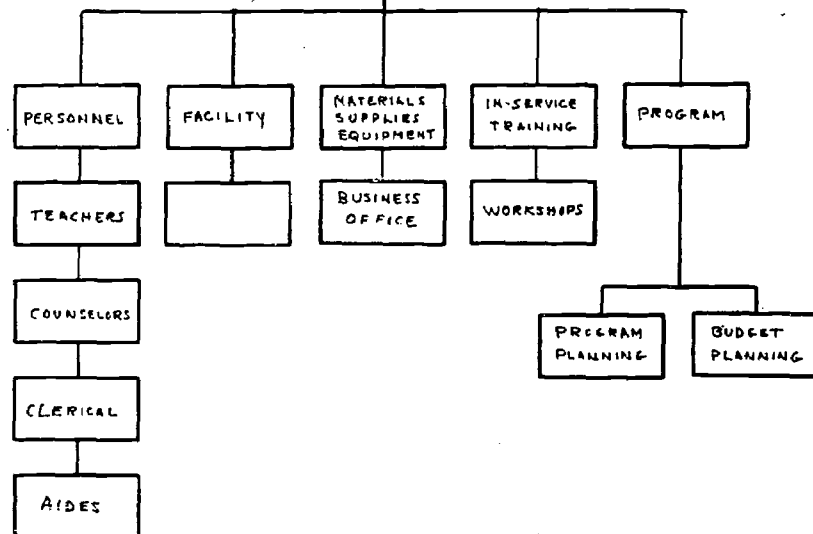 PERSONNEL
FACILITY
MATERIALS
SUPPLIES
EQUIPMENT
IN-SERVICE
TRAINING
PROGRAM
TEACHERS
BUSINESS
OFFICE
WORKSHOPS
COUNSELORS
PROGRAM
PLANNING
BUDGET
PLANNING
CLERICAL
AIDES